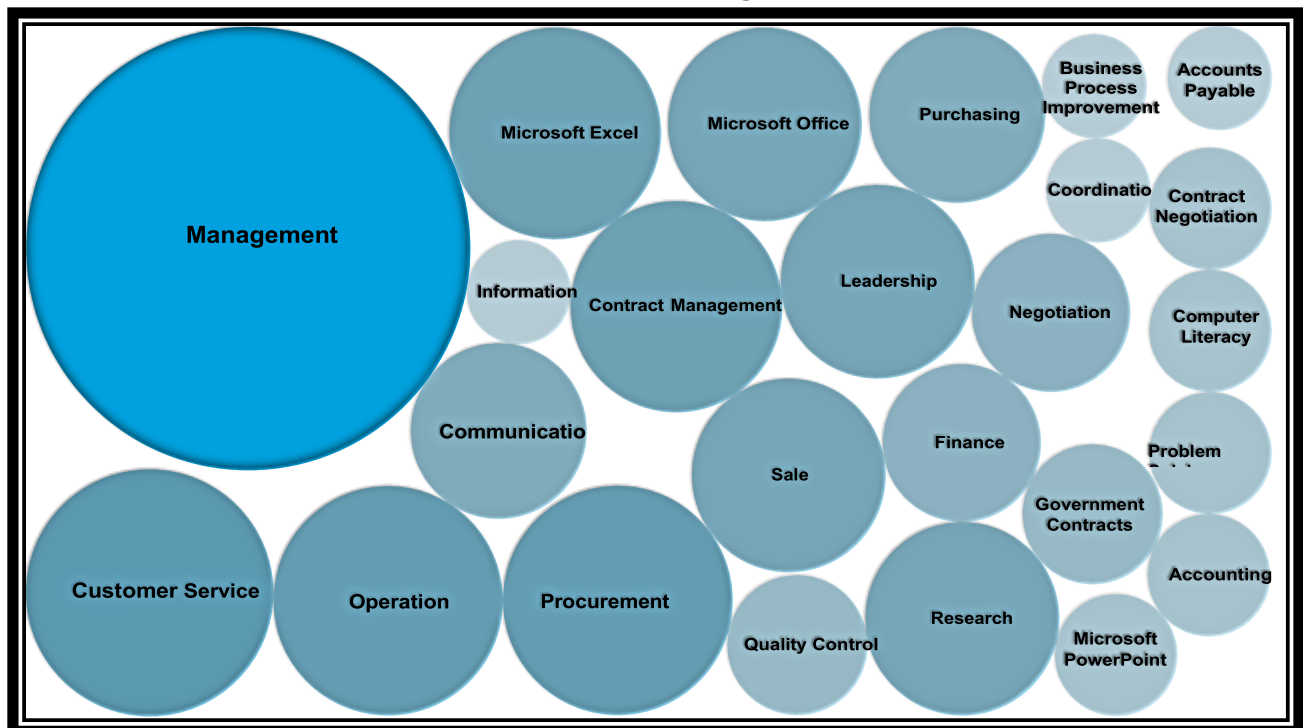 Management
Microsoft Excel
Microsoft Office
Purchasing
Business
Process
Improvement
Accounts
Payable
Coordinatio
Contract
Negotiation
Information
Contract Management
Leadership
Negotiation
Computer
Literacy
Communicatio
Sale
Finance
Problem
Government
Contracts
Customer Service
Operation
Procurement
Quality Control
Research
Accounting
Microsoft
PowerPoint